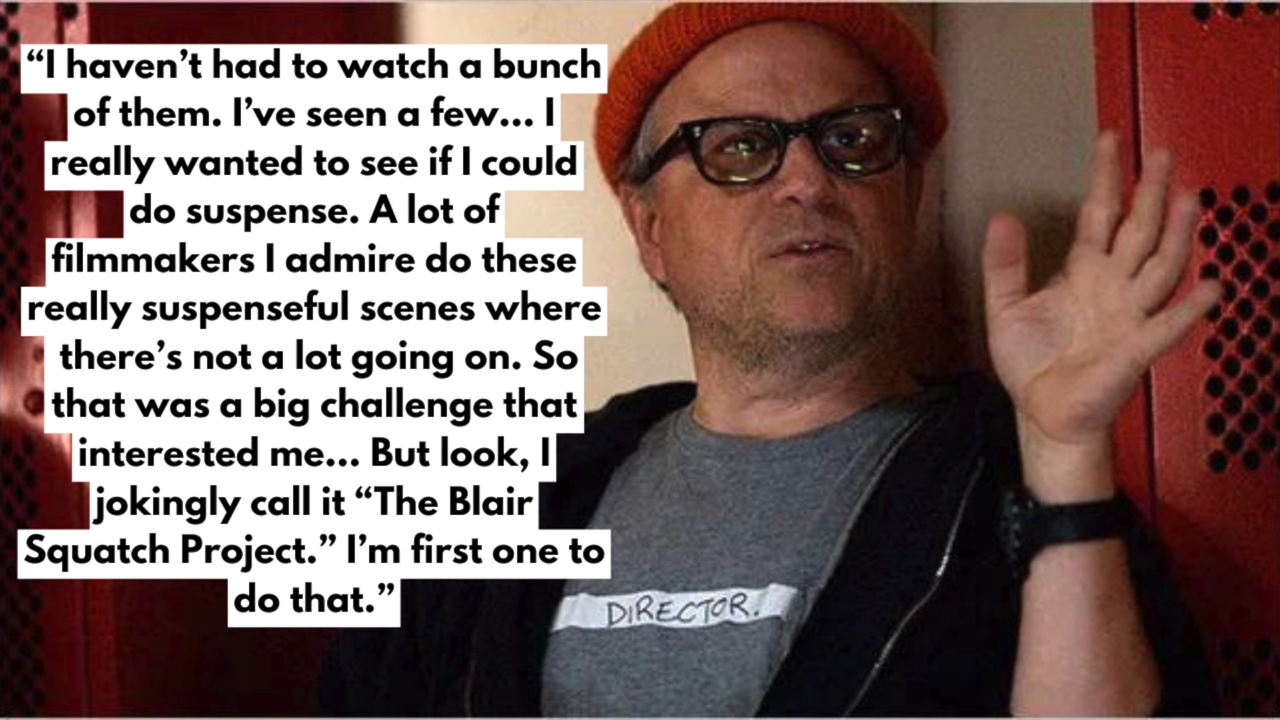 “I haven’t had to watch a bunch
of them. I’ve seen a few... I
really wanted to see if I could
do suspense. A lot of
filmmakers I admire do these
really suspenseful scenes where
there’s not a lot going on. So
that was a big challenge that
interested me... But look, I
jokingly call it “The Blair
Squatch Project.” I’m first one to
do that.”
DIRECTOR.